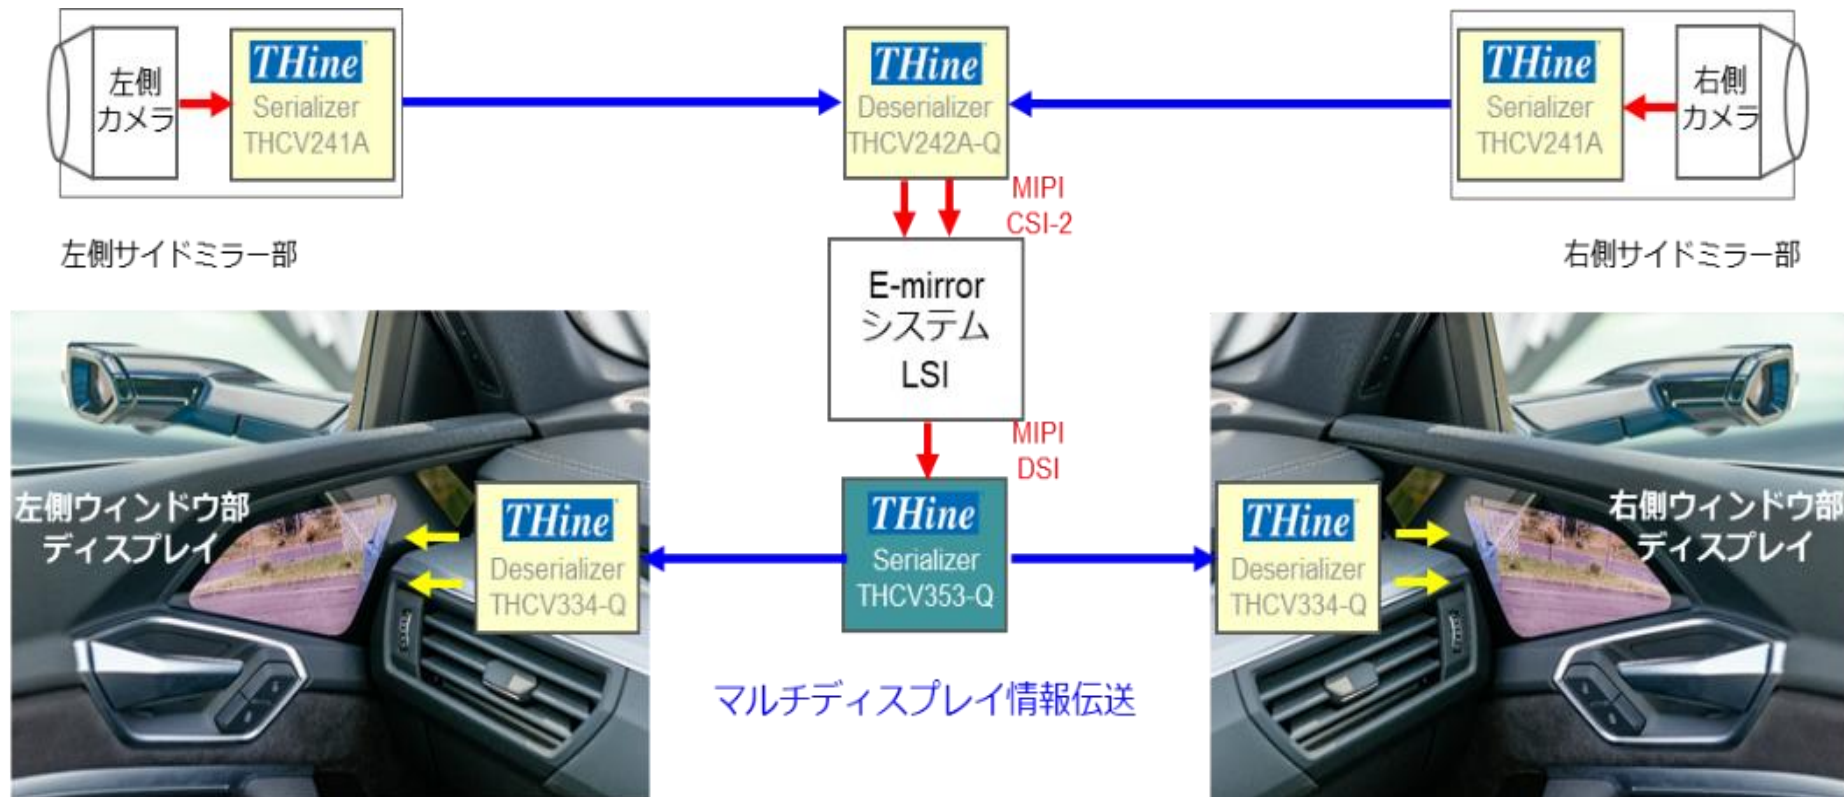 左側
カメラ
THine
Serializer
THCV241A
THine
Deserializer
THCV242A-Q
THine
Serializer
THCV241A
右側
カメラ
MIPI
CSI-2
左側サイドミラー部
右側サイドミラー部
E-mirror
システム
LSI
MIPI
DSI
左側ウィンドウ部
ディスプレイ
THine
Deserializer
THCV334-Q
THine
Serializer
THCV353-Q
THine
Deserializer
THCV334-Q
右側ウィンドウ部
ディスプレイ
マルチディスプレイ情報伝送